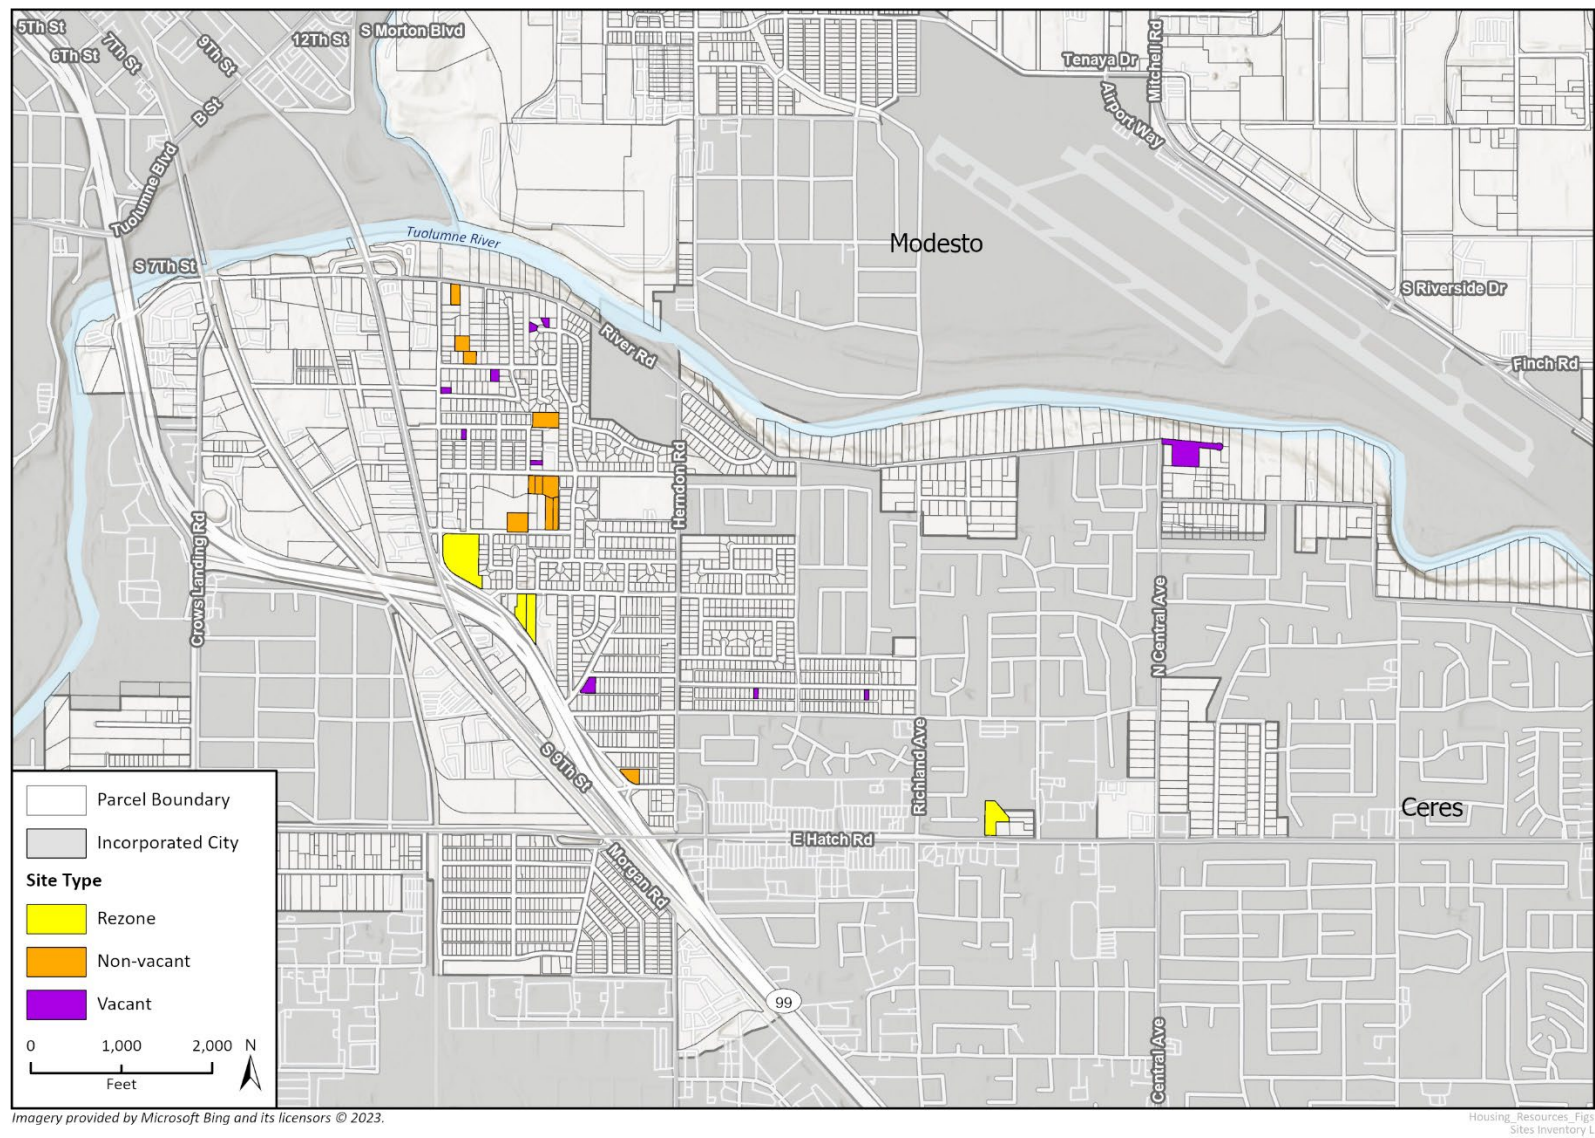 5Th St
6Th St
7Th St
9Th St
12Th St
S Morton Blvd
B St
Tuolumne Blvd
S 7Th St
Tuolumne River
Tenaya Dr
Mitchell Rd
Airport Way
Modesto
S Riverside Dr
Finch Rd
River Rd
Herndon Rd
Crows Landing Rd
N Central Ave
S 9Th St
Richland Ave
E Hatch Rd
Ceres
Morgan Rd
99
Central Ave
Parcel Boundary
Incorporated City
Site Type
Rezone
Non-vacant
Vacant
0 1,000 2,000 N
Feet
Imagery provided by Microsoft Bing and its licensors © 2023.
Housing_Resources_Figs
Sites Inventory